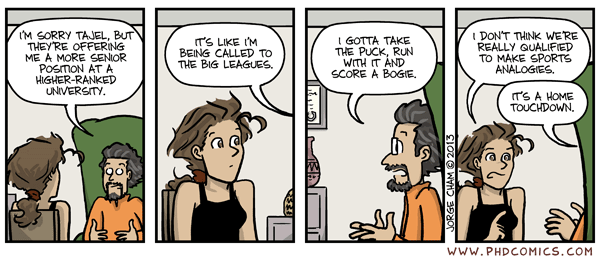 I'M SORRY TAJEL, BUT
THEY'RE OFFERING
ME A MORE SENIOR
POSITION AT A
HIGHER-RANKED
UNIVERSITY.
IT'S LIKE I'M
BEING CALLED TO
THE BIG LEAGUES.
I GOTTA TAKE
THE PUCK, RUN
WITH IT AND
SCORE A BOGIE.
I DON'T THINK WE'RE
REALLY QUALIFIED
TO MAKE SPORTS
ANALOGIES.
IT'S A HOME
TOUCHDOWN.
JORGE CHAM © 2013
WWW.PHDCOMICS.COM